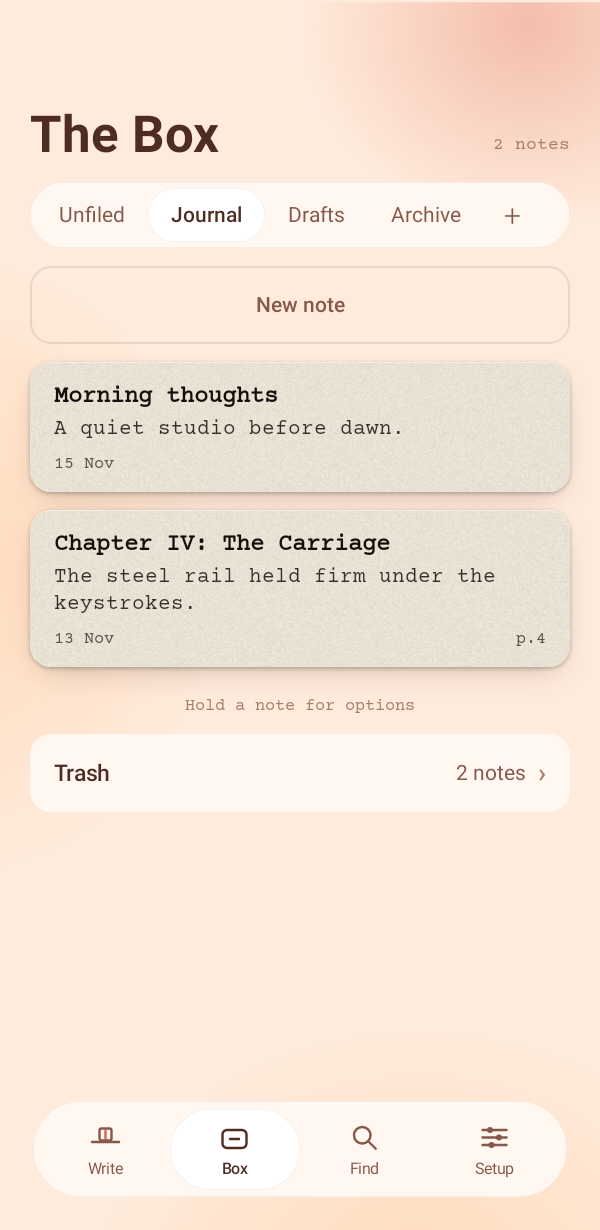 The Box
2 notes
Unfiled Journal Drafts Archive +
New note
Morning thoughts
A quiet studio before dawn.
15 Nov
Chapter IV: The Carriage
The steel rail held firm under the
keystrokes.
13 Nov p.4
Hold a note for options
Trash 2 notes ›
Write Box Find Setup